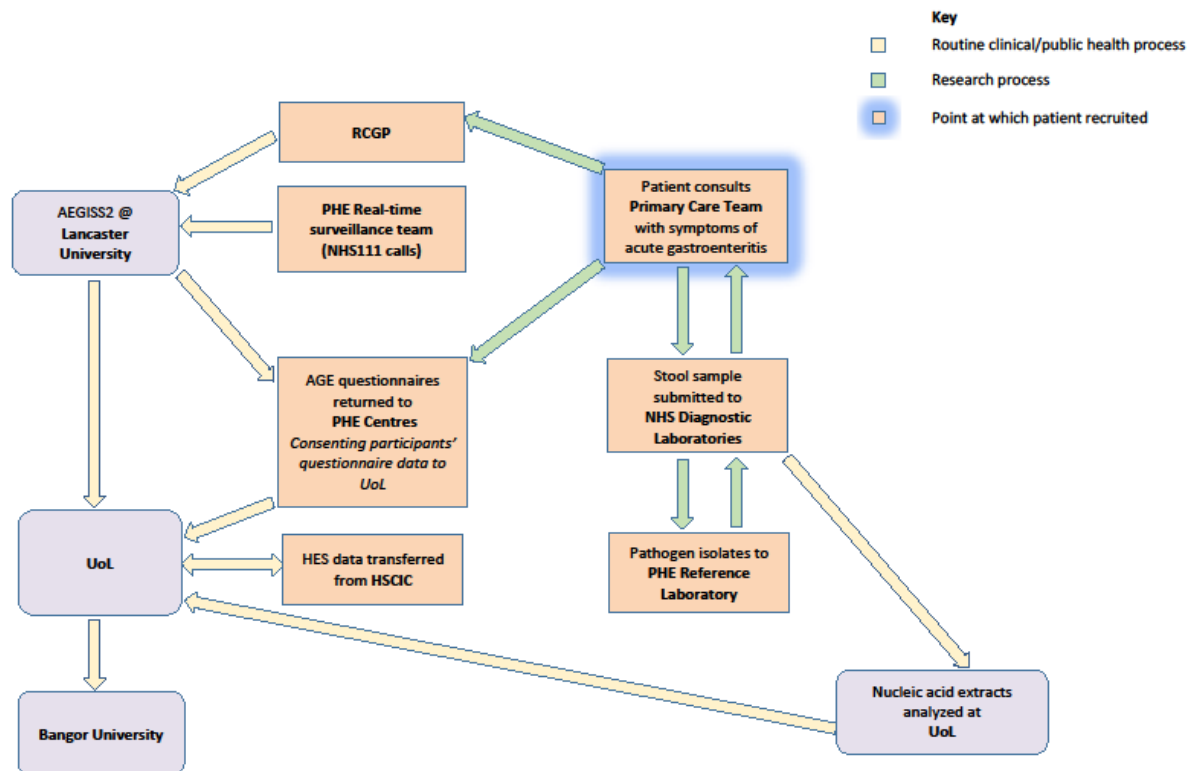 Key
Routine clinical/public health process
Research process
Point at which patient recruited
RCGP
PHE Real-time
surveillance team
(NHS111 calls)
AEGISS2 @
Lancaster
University
Patient consults
Primary Care Team
with symptoms of
acute gastroenteritis
AGE questionnaires
returned to
PHE Centres
Consenting participants'
questionnaire data to
UoL
Stool sample
submitted to
NHS Diagnostic
Laboratories
UoL
HES data transferred
from HSCIC
Pathogen isolates to
PHE Reference
Laboratory
Bangor University
Nucleic acid extracts
analyzed at
UoL